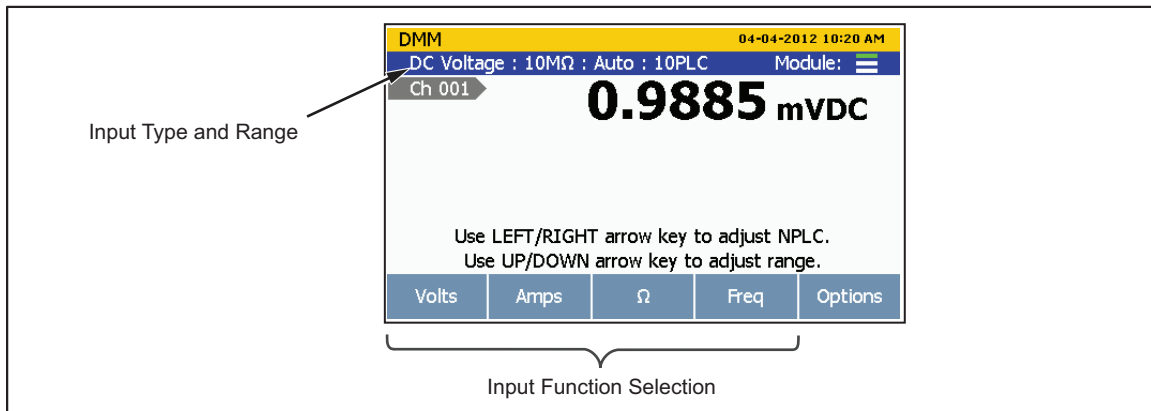 DMM 04-04-2012 10:20 AM
DC Voltage : 10MΩ : Auto : 10PLC Module:
Ch 001
0.9885 mVDC
Input Type and Range
Use LEFT/RIGHT arrow key to adjust NPLC.
Use UP/DOWN arrow key to adjust range.
Volts Amps Ω Freq Options
Input Function Selection